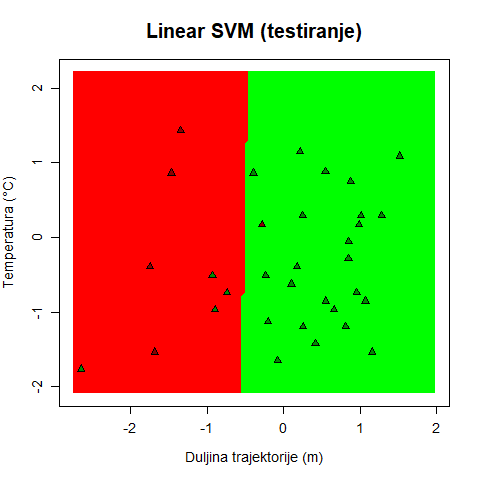 Linear SVM (testiranje)
Temperatura (°C)
2
1
0
-1
-2
-2 -1 0 1 2
Duljina trajektorije (m)